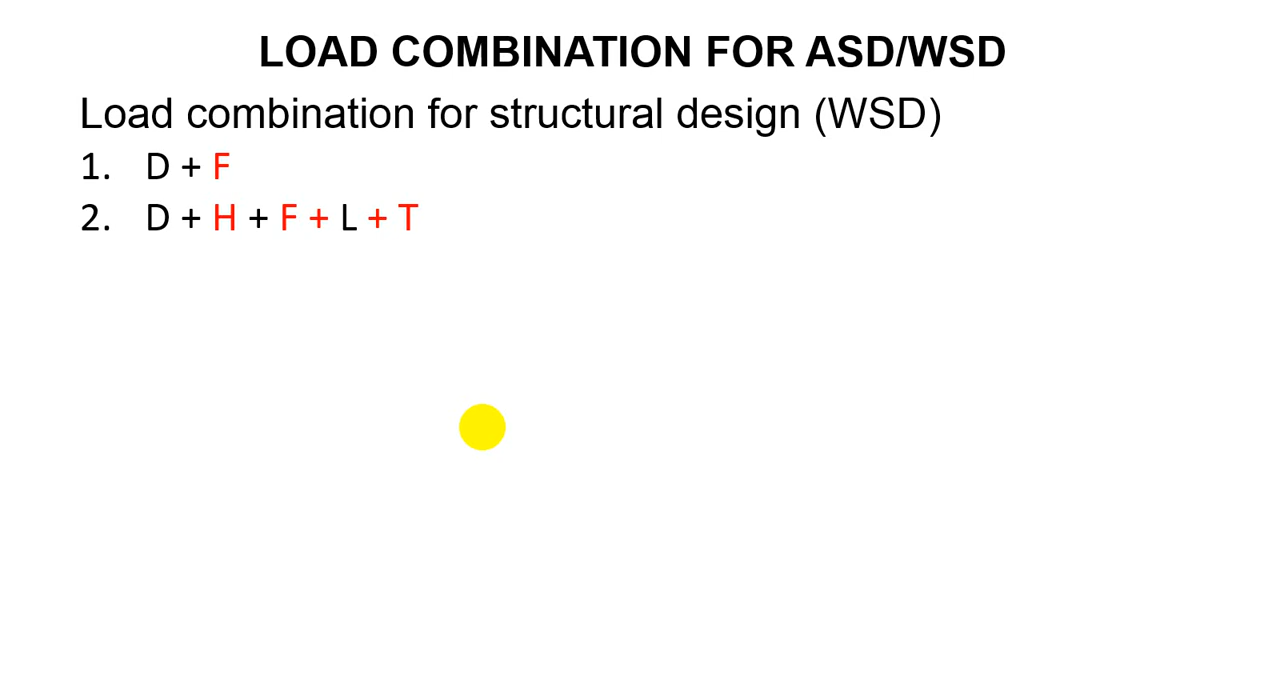 LOAD COMBINATION FOR ASD/WSD
Load combination for structural design (WSD)
1. D + F
2. D + H + F + L + T